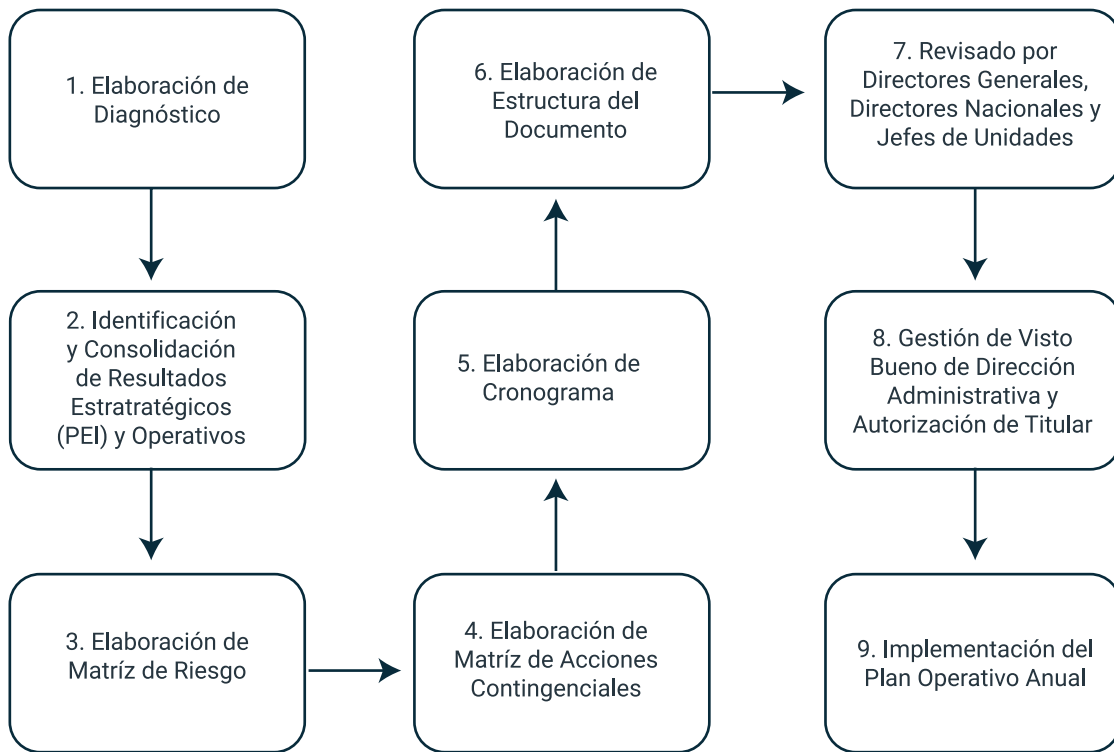 1. Elaboración de
Diagnóstico
2. Identificación
y Consolidación
de Resultados
Estratratégicos
(PEI) y Operativos
3. Elaboración de
Matríz de Riesgo
4. Elaboración de
Matríz de Acciones
Contingenciales
5. Elaboración de
Cronograma
6. Elaboración de
Estructura del
Documento
7. Revisado por
Directores Generales,
Directores Nacionales y
Jefes de Unidades
8. Gestión de Visto
Bueno de Dirección
Administrativa y
Autorización de Titular
9. Implementación del
Plan Operativo Anual